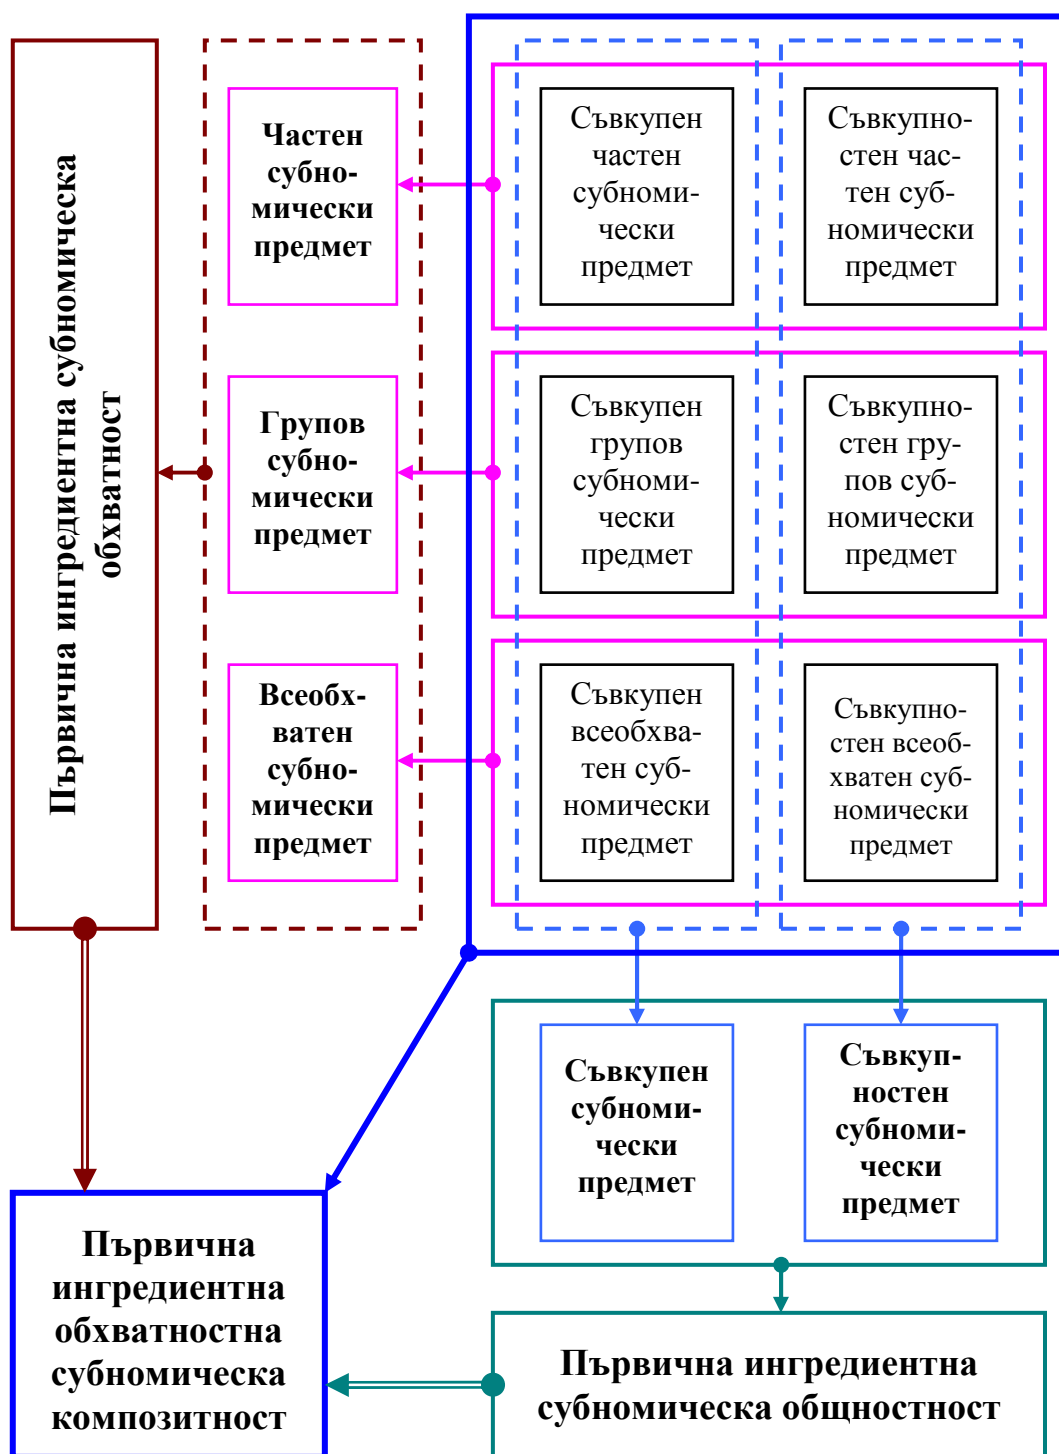 Първична ингредиентна субномическа
обхватност
Частен
субно-
мически
предмет
Съвкупен
частен
субноми-
чески
предмет
Съвкупно-
стен час-
тен суб-
номически
предмет
Групов
субно-
мически
предмет
Съвкупен
групов
субноми-
чески
предмет
Съвкупно-
стен гру-
пов суб-
номически
предмет
Всеобх-
ватен
субно-
мически
предмет
Съвкупен
всеобхва-
тен суб-
номически
предмет
Съвкупно-
стен всеоб-
хватен суб-
номически
предмет
Съвкупен
субноми-
чески
предмет
Съвкуп-
ностен
субноми-
чески
предмет
Първична
ингредиентна
обхватностна
субномическа
композитност
Първична ингредиентна
субномическа общностност